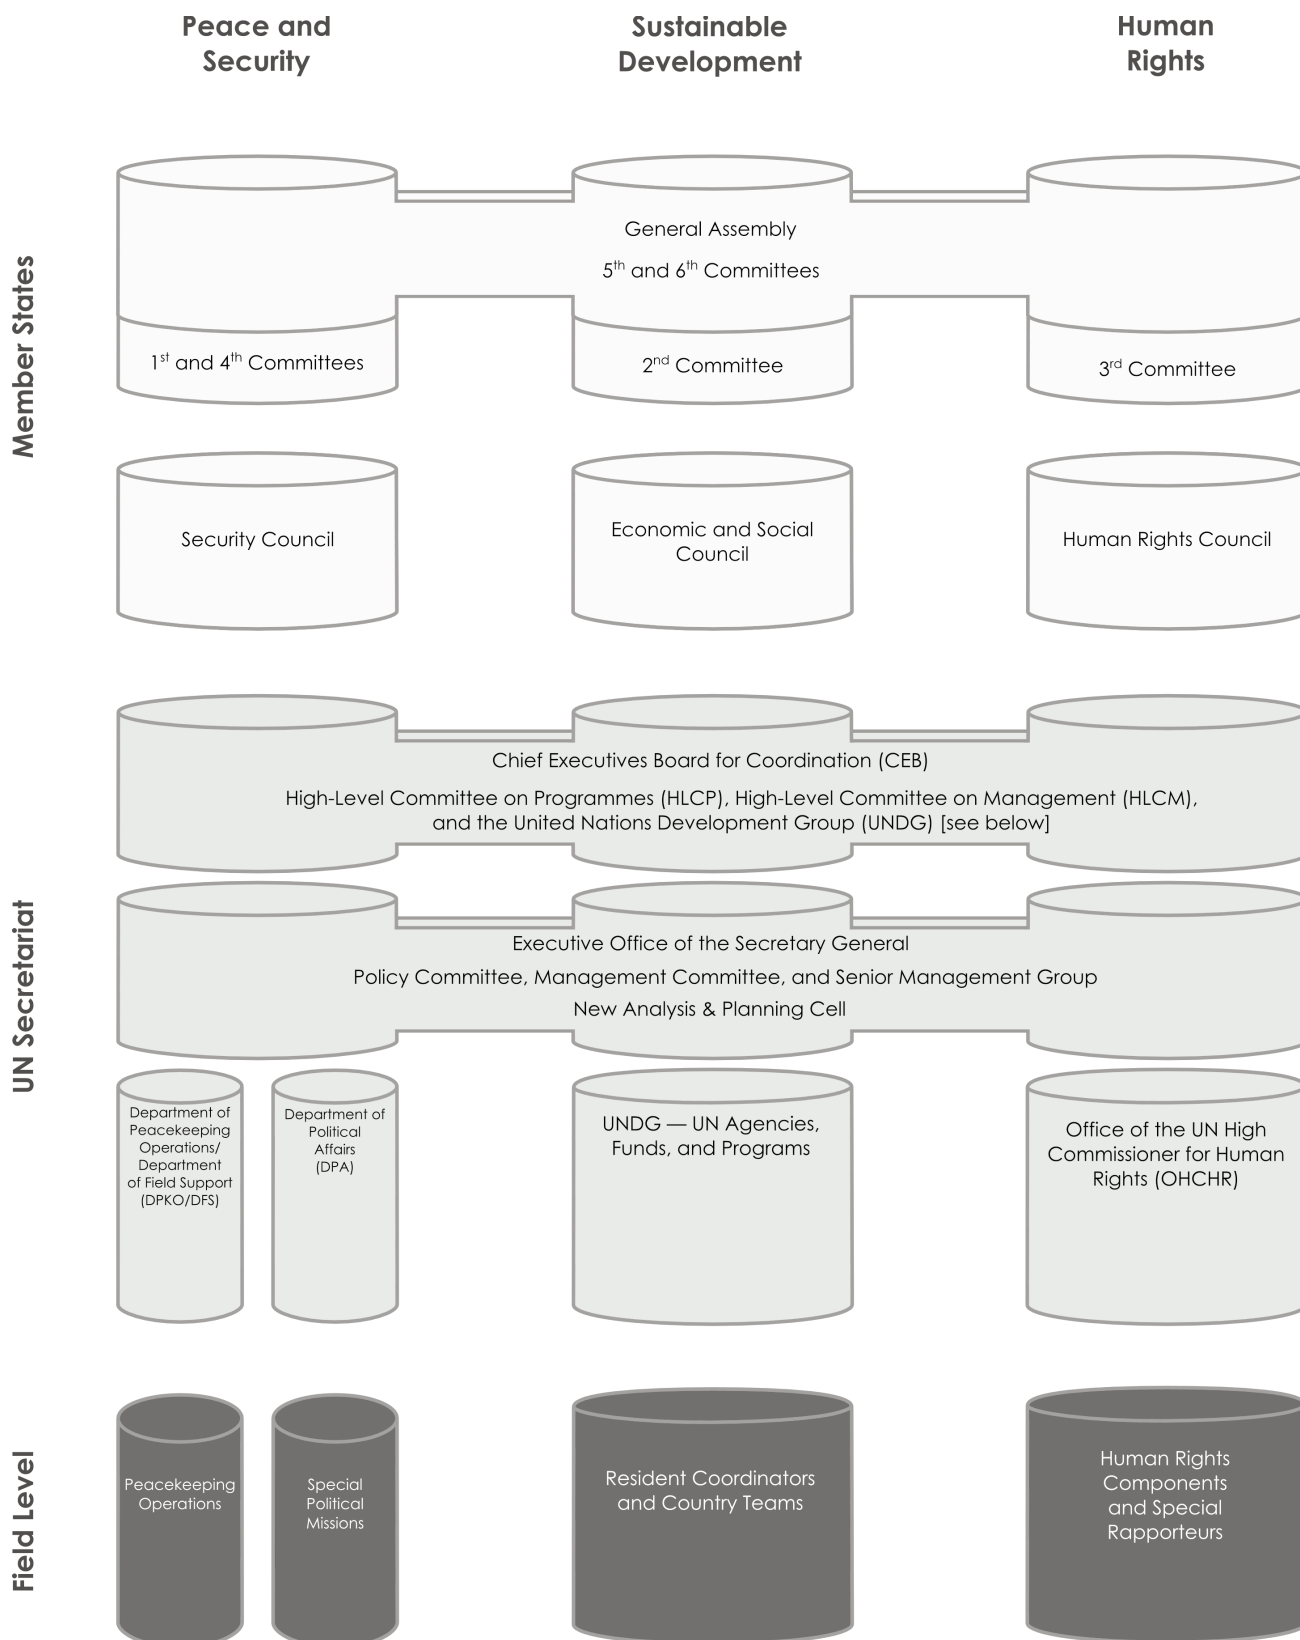 Peace and
Security
Sustainable
Development
Human
Rights
Member States
General Assembly
5th and 6th Committees
1st and 4th Committees
2nd Committee
3rd Committee
Security Council
Economic and Social
Council
Human Rights Council
UN Secretariat
Chief Executives Board for Coordination (CEB)
High-Level Committee on Programmes (HLCP), High-Level Committee on Management (HLCM),
and the United Nations Development Group (UNDG) [see below]
Executive Office of the Secretary General
Policy Committee, Management Committee, and Senior Management Group
New Analysis & Planning Cell
Department of
Peacekeeping
Operations/
Department
of Field Support
(DPKO/DFS)
Department of
Political
Affairs
(DPA)
UNDG — UN Agencies,
Funds, and Programs
Office of the UN High
Commissioner for Human
Rights (OHCHR)
Field Level
Peacekeeping
Operations
Special
Political
Missions
Resident Coordinators
and Country Teams
Human Rights
Components
and Special
Rapporteurs